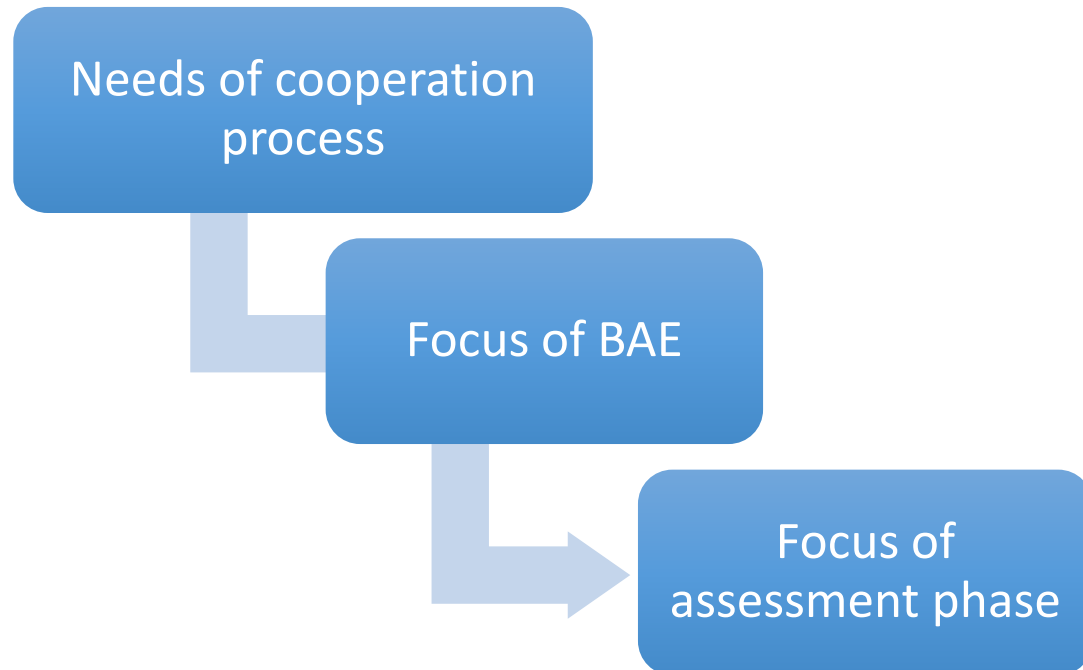 Needs of cooperation
process
Focus of BAE
Focus of
assessment phase